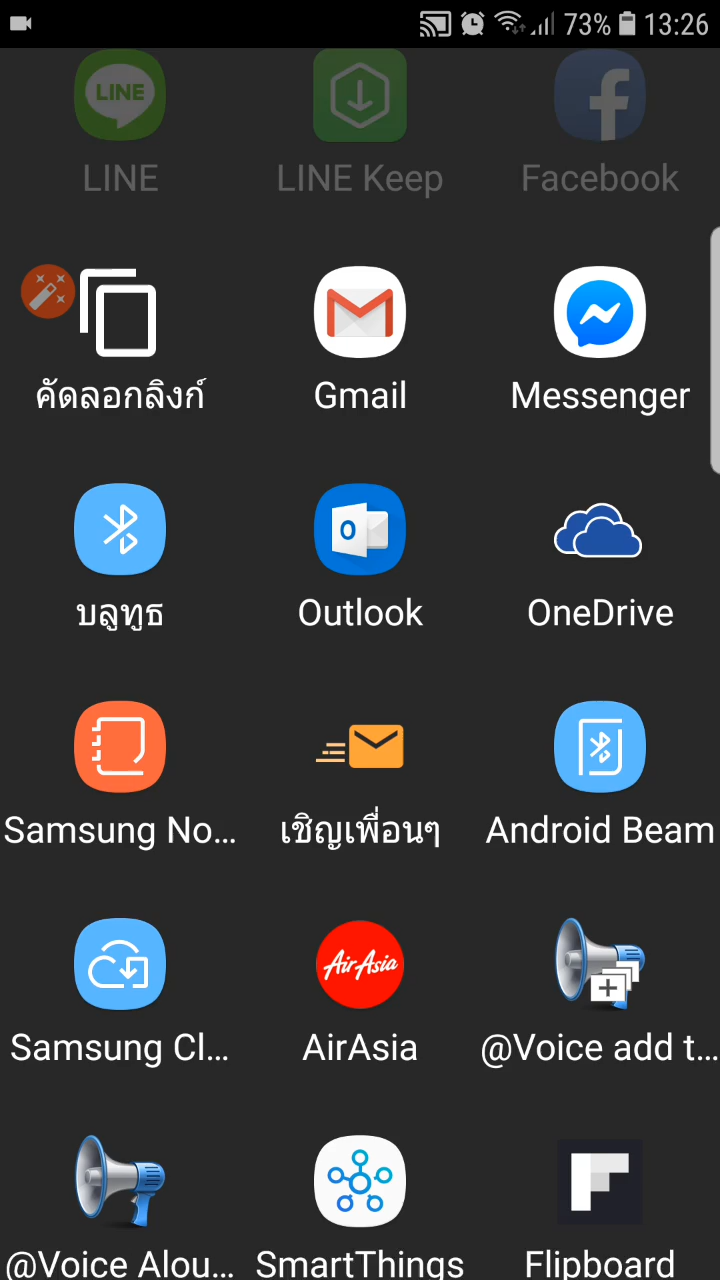 73% 13:26
LINE
LINE LINE Keep Facebook
คัดลอกลิงก์ Gmail Messenger
บลูทูธ Outlook OneDrive
Samsung No... เชิญเพื่อนๆ Android Beam
AirAsia
Samsung Cl... AirAsia @Voice add t...
@Voice Alou... SmartThings Flipboard